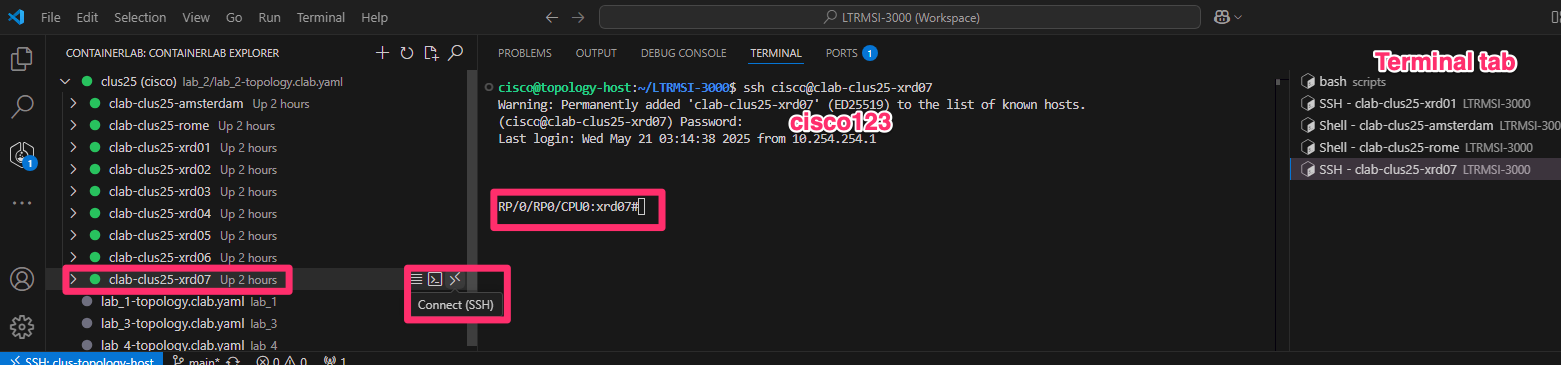 File Edit View Go Run Terminal Help
LTRMSI-3000 (Workspace)
CONTAINERLAB: CONTAINERLAB EXPLORER
clus25 (cisco) lab_2/lab_2-topology.clab.yaml
clab-clus25-amsterdam Up 2 hours
clab-clus25-rome Up 2 hours
clab-clus25-xrd01 Up 2 hours
clab-clus25-xrd02 Up 2 hours
clab-clus25-xrd03 Up 2 hours
clab-clus25-xrd04 Up 2 hours
clab-clus25-xrd05 Up 2 hours
clab-clus25-xrd06 Up 2 hours
clab-clus25-xrd07 Up 2 hours
Connect (SSH)
lab_1-topology.clab.yaml lab_1
lab_3-topology.clab.yaml lab_3
lab_4-topology.clab.yaml lab_4
1
PROBLEMS OUTPUT DEBUG CONSOLE TERMINAL PORTS 1
cisco@topology-host:~/LTRMSI-3000$ ssh cisco@clab-clus25-xrd07
Warning: Permanently added 'clab-clus25-xrd07' (ED25519) to the list of known hosts.
(cisco@clab-clus25-xrd07) Password:
cisco123
Last login: Wed May 21 03:14:38 2025 from 10.254.254.1
RP/0/RP0/CPU0:xrd07#
Terminal tab
bash scripts
SSH - clab-clus25-xrd01 LTRMSI-3000
Shell - clab-clus25-amsterdam LTRMSI-3000
Shell - clab-clus25-rome LTRMSI-3000
SSH - clab-clus25-xrd07 LTRMSI-3000
SSH: clus-topology-host main* 0 0 1